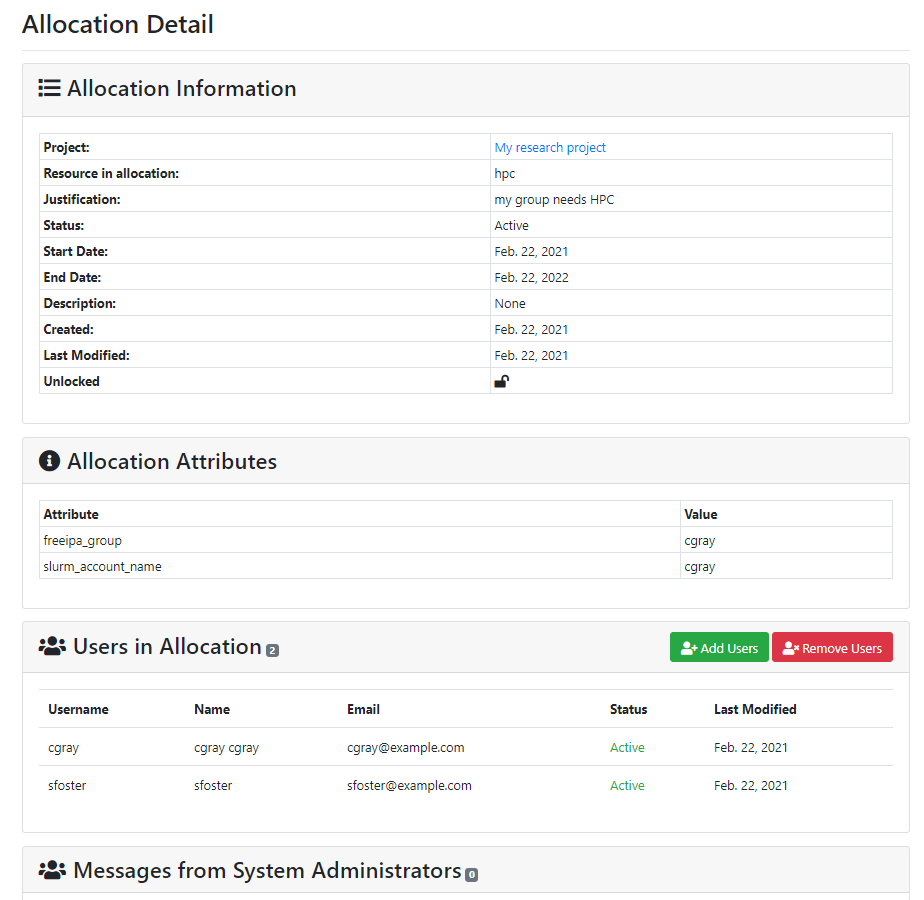 Allocation Detail
Allocation Information
Project: My research project
Resource in allocation: hpc
Justification: my group needs HPC
Status: Active
Start Date: Feb. 22, 2021
End Date: Feb. 22, 2022
Description: None
Created: Feb. 22, 2021
Last Modified: Feb. 22, 2021
Unlocked
Allocation Attributes
Attribute Value
freeipa_group cgray
slurm_account_name cgray
Users in Allocation 2 Add Users Remove Users
Username Name Email Status Last Modified
cgray cgray cgray cgray@example.com Active Feb. 22, 2021
sfoster sfoster sfoster@example.com Active Feb. 22, 2021
Messages from System Administrators 0